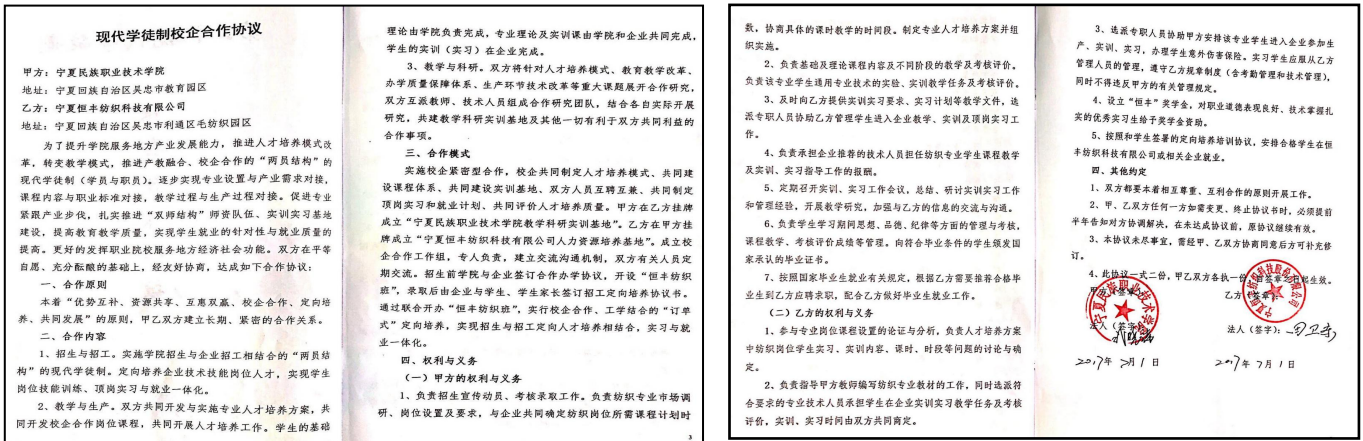 现代学徒制校企合作协议
甲方：宁夏民族职业技术学院
地址：宁夏回族自治区吴忠市教育园区
乙方：宁夏恒丰纺织科技有限公司
地址：宁夏回族自治区吴忠市利通区毛纺织园区
为了提升学院服务地方产业发展能力，推进人才培养模式改
革，转变教学模式，推进产教融合、校企合作的“两员结构”的
现代学徒制（学员与职员）。逐步实现专业设置与产业需求对接，
课程内容与职业标准对接，教学过程与生产过程对接。促进专业
紧跟产业步伐，扎实推进“双师结构”师资队伍、实训实习基地
建设，提高教育教学质量，实现学生就业的针对性与就业质量的
提高。更好的发挥职业院校服务地方经济社会功能。双方在平等
自愿、充分酝酿的基础上，经友好协商，达成如下合作协议：
一、合作原则
本着“优势互补、资源共享、互惠双赢、校企合作、定向培
养、共同发展”的原则，甲乙双方建立长期、紧密的合作关系。
二、合作内容
1、招生与招工。实施学院招生与企业招工相结合的“两员结
构”的现代学徒制。定向培养企业技术技能岗位人才，实现学生
岗位技能训练、顶岗实习与就业一体化。
2、教学与生产。双方共同开发与实施专业人才培养方案，共
同开发校企合作岗位课程，共同开展人才培养工作。学生的基础
理论由学院负责完成，专业理论及实训课由学院和企业共同完成，
学生的实训（实习）在企业完成。
3、教学与科研。双方将针对人才培养模式、教育教学改革、
办学质量保障体系、生产环节技术改革等重大课题展开合作研究，
双方互派教师、技术人员组成合作研究团队，结合各自实际开展
研究，共建教学科研实训基地及其他一切有利于双方共同利益的
合作事项。
三、合作模式
实施校企紧密型合作，校企共同制定人才培养模式、共同建
设课程体系、共同建设实训基地、双方人员互聘互兼、共同制定
顶岗实习和就业计划、共同评价人才培养质量。甲方在乙方挂牌
成立“宁夏民族职业技术学院教学科研实训基地”。乙方在甲方挂
牌成立“宁夏恒丰纺织科技有限公司人力资源培养基地”。成立校
企合作工作组，专人负责，建立交流沟通机制，双方有关人员定
期交流。招生前学院与企业签订合作办学协议，开设“恒丰纺织
班”，录取后由企业与学生、学生家长签订招工定向培养协议书。
通过联合开办“恒丰纺织班”，实行校企合作、工学结合的“订单
式”定向培养，实现招生与招工定向人才培养相结合，实习与就
业一体化。
四、权利与义务
（一）甲方的权利与义务
1、负责招生宣传动员、考核录取工作。负责纺织专业市场调
研、岗位设置及要求，与企业共同确定纺织岗位所需课程计划时
3
数，协商具体的课时教学的时间段。制定专业人才培养方案并组
织实施。
2、负责基础及理论课程内容及不同阶段的教学及考核评价。
负责该专业学生通用专业技术的实验、实训教学任务及考核评价。
3、及时向乙方提供实训实习要求、实习计划等教学文件，选
派专职人员协助乙方管理学生进入企业教学、实训及顶岗实习工
作。
4、负责承担企业推荐的技术人员担任纺织专业学生课程教学
及实训、实习指导工作的报酬。
5、定期召开实训、实习工作会议，总结、研讨实训实习工作
和管理经验，开展教学研究，加强与乙方的信息的交流与沟通。
6、负责学生学习期间思想、品德、纪律等方面的管理与考核，
课程教学、考核评价成绩等管理。向符合毕业条件的学生颁发国
家承认的毕业证书。
7、按照国家毕业生就业有关规定，根据乙方需要推荐合格毕
业生到乙方应聘求职，配合乙方做好毕业生就业工作。
（二）乙方的权利与义务
1、参与专业岗位课程设置的论证与分析，负责人才培养方案
中纺织岗位学生实习、实训内容、课时、时段等问题的讨论与确
定。
2、负责指导甲方教师编写纺织专业教材的工作，同时选派符
合要求的专业技术人员承担学生在企业实训实习教学任务及考核
评价，实训、实习时间由双方共同商定。
3、选派专职人员协助甲方安排该专业学生进入企业参加生
产、实训、实习，办理学生意外伤害保险。实习学生应服从乙方
管理人员的管理，遵守乙方规章制度（含考勤管理和技术管理），
同时不得违反甲方的有关管理规定。
4、设立“恒丰”奖学金，对职业道德表现良好、技术掌握扎
实的优秀实习生给予奖学金资助。
5、按照和学生签署的定向培养培训协议，安排合格学生在恒
丰纺织科技有限公司或相关企业就业。
四、其他约定
1、双方都要本着相互尊重、互利合作的原则开展工作。
2、甲、乙双方任何一方如需变更、终止协议书时，必须提前
半年告知对方协调解决，在未达成协议前，原协议继续有效。
3、本协议未尽事宜，需经甲、乙双方协商同意后方可补充修
订。
4、此协议一式二份，甲乙双方各执一份，自签章之日起生效。
甲方（签章） 乙方（签章）
宁夏民族职业技术学院
法人（签字） 法人（签字）：
2017年7月1日 2017年7月1日